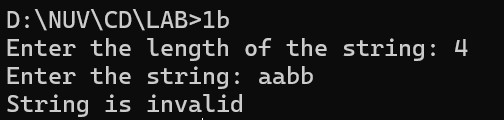 D:\NUV\CD\LAB>1b
Enter the length of the string: 4
Enter the string: aabb
String is invalid